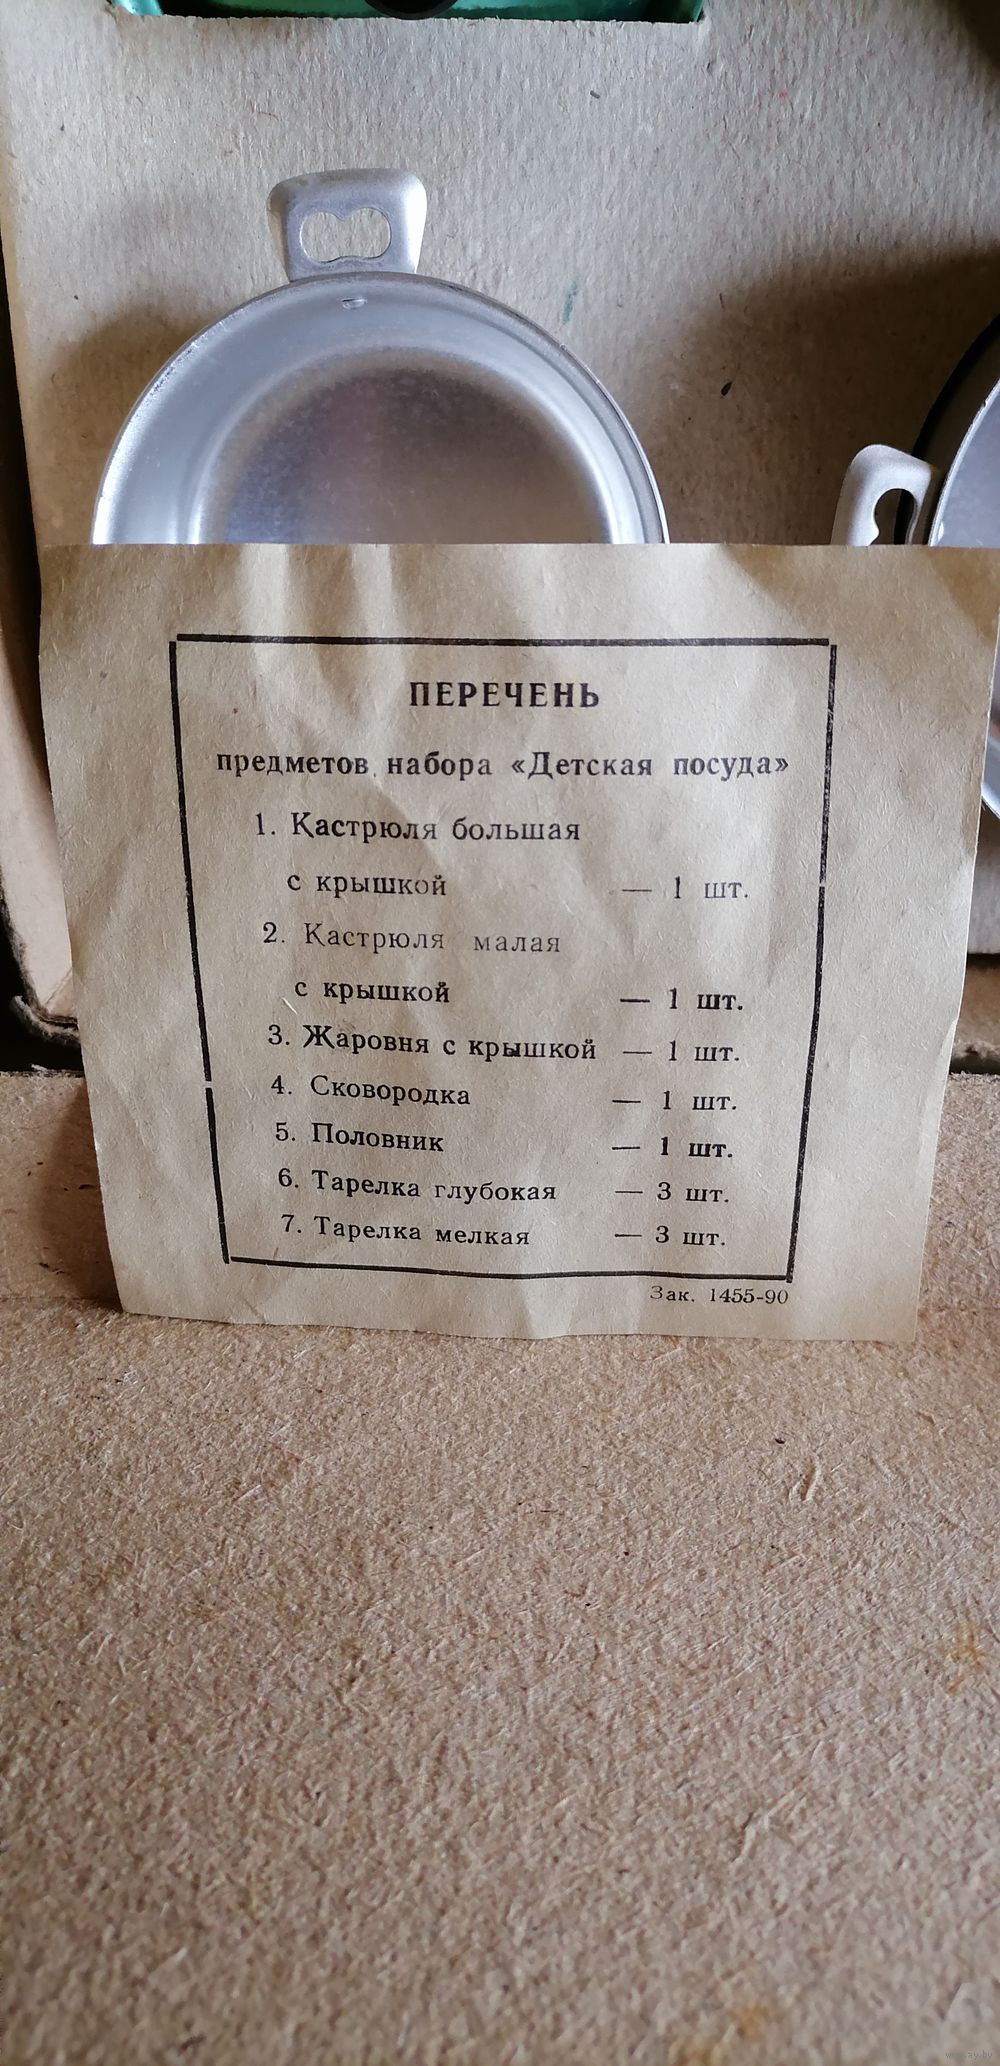 ПЕРЕЧЕНЬ
предметов набора «Детская посуда»
1. Кастрюля большая
с крышкой — 1 шт.
2. Кастрюля малая
с крышкой — 1 шт.
3. Жаровня с крышкой — 1 шт.
4. Сковородка — 1 шт.
5. Половник — 1 шт.
6. Тарелка глубокая — 3 шт.
7. Тарелка мелкая — 3 шт.
Зак. 1455-90